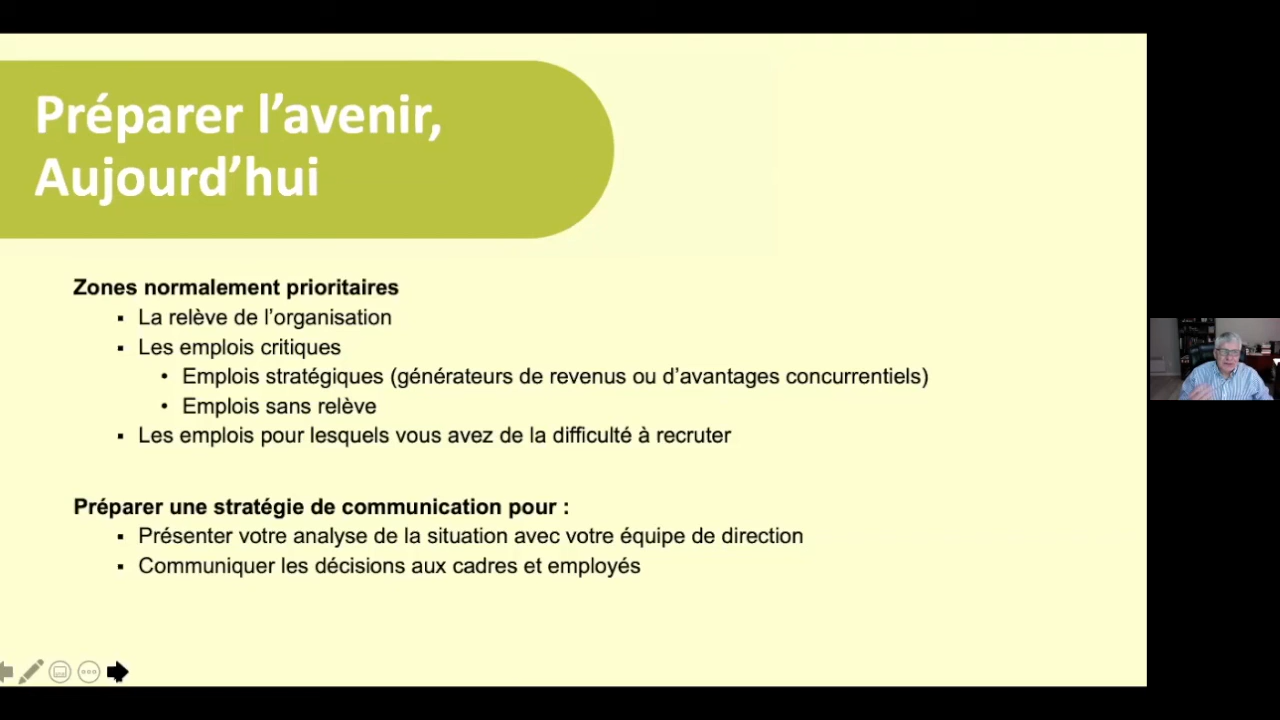 Préparer l’avenir,
Aujourd’hui
Zones normalement prioritaires
▪ La relève de l’organisation
▪ Les emplois critiques
• Emplois stratégiques (générateurs de revenus ou d’avantages concurrentiels)
• Emplois sans relève
▪ Les emplois pour lesquels vous avez de la difficulté à recruter
Préparer une stratégie de communication pour :
▪ Présenter votre analyse de la situation avec votre équipe de direction
▪ Communiquer les décisions aux cadres et employés